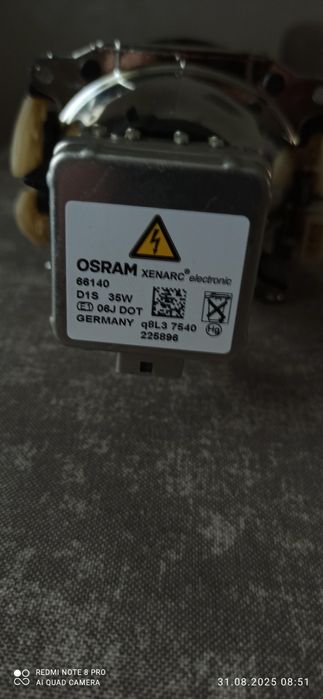 OSRAM XENARC® electronic
66140
D1S 35W
E1 06J DOT
GERMANY q8L3 7540
225896
Hg
REDMI NOTE 8 PRO
AI QUAD CAMERA
31.08.2025 08:51